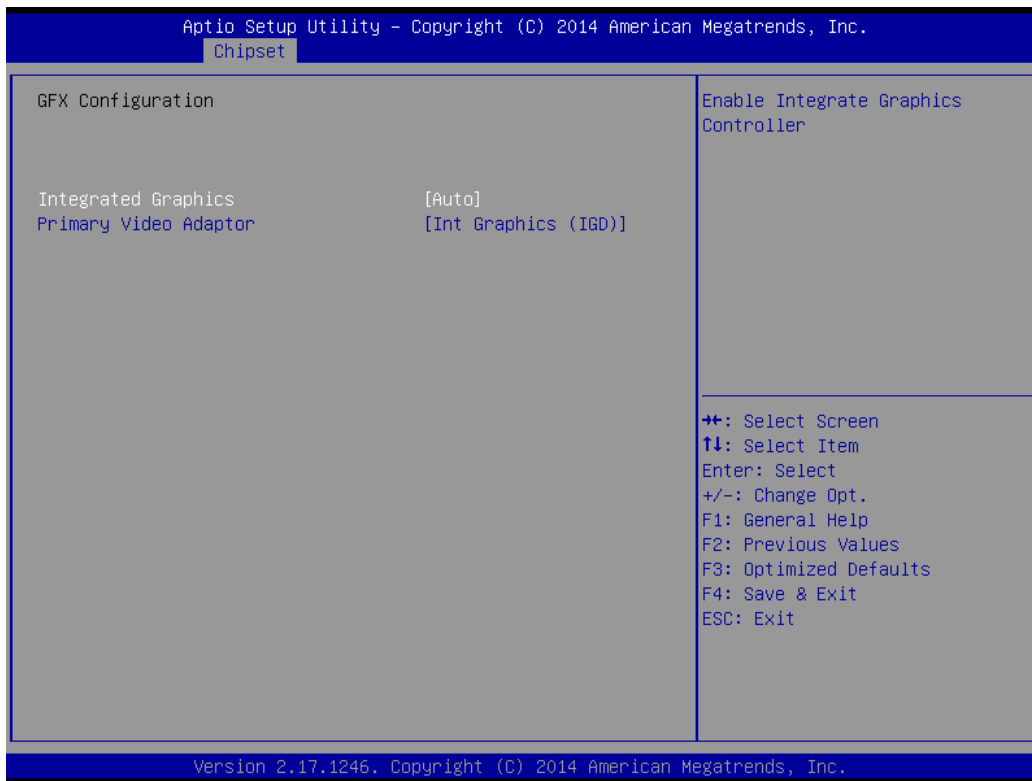 Aptio Setup Utility – Copyright (C) 2014 American Megatrends, Inc.
Chipset
GFX Configuration
Integrated Graphics [Auto]
Primary Video Adaptor [Int Graphics (IGD)]
Enable Integrate Graphics
Controller
→←: Select Screen
↑↓: Select Item
Enter: Select
+/-: Change Opt.
F1: General Help
F2: Previous Values
F3: Optimized Defaults
F4: Save & Exit
ESC: Exit
Version 2.17.1246. Copyright (C) 2014 American Megatrends, Inc.